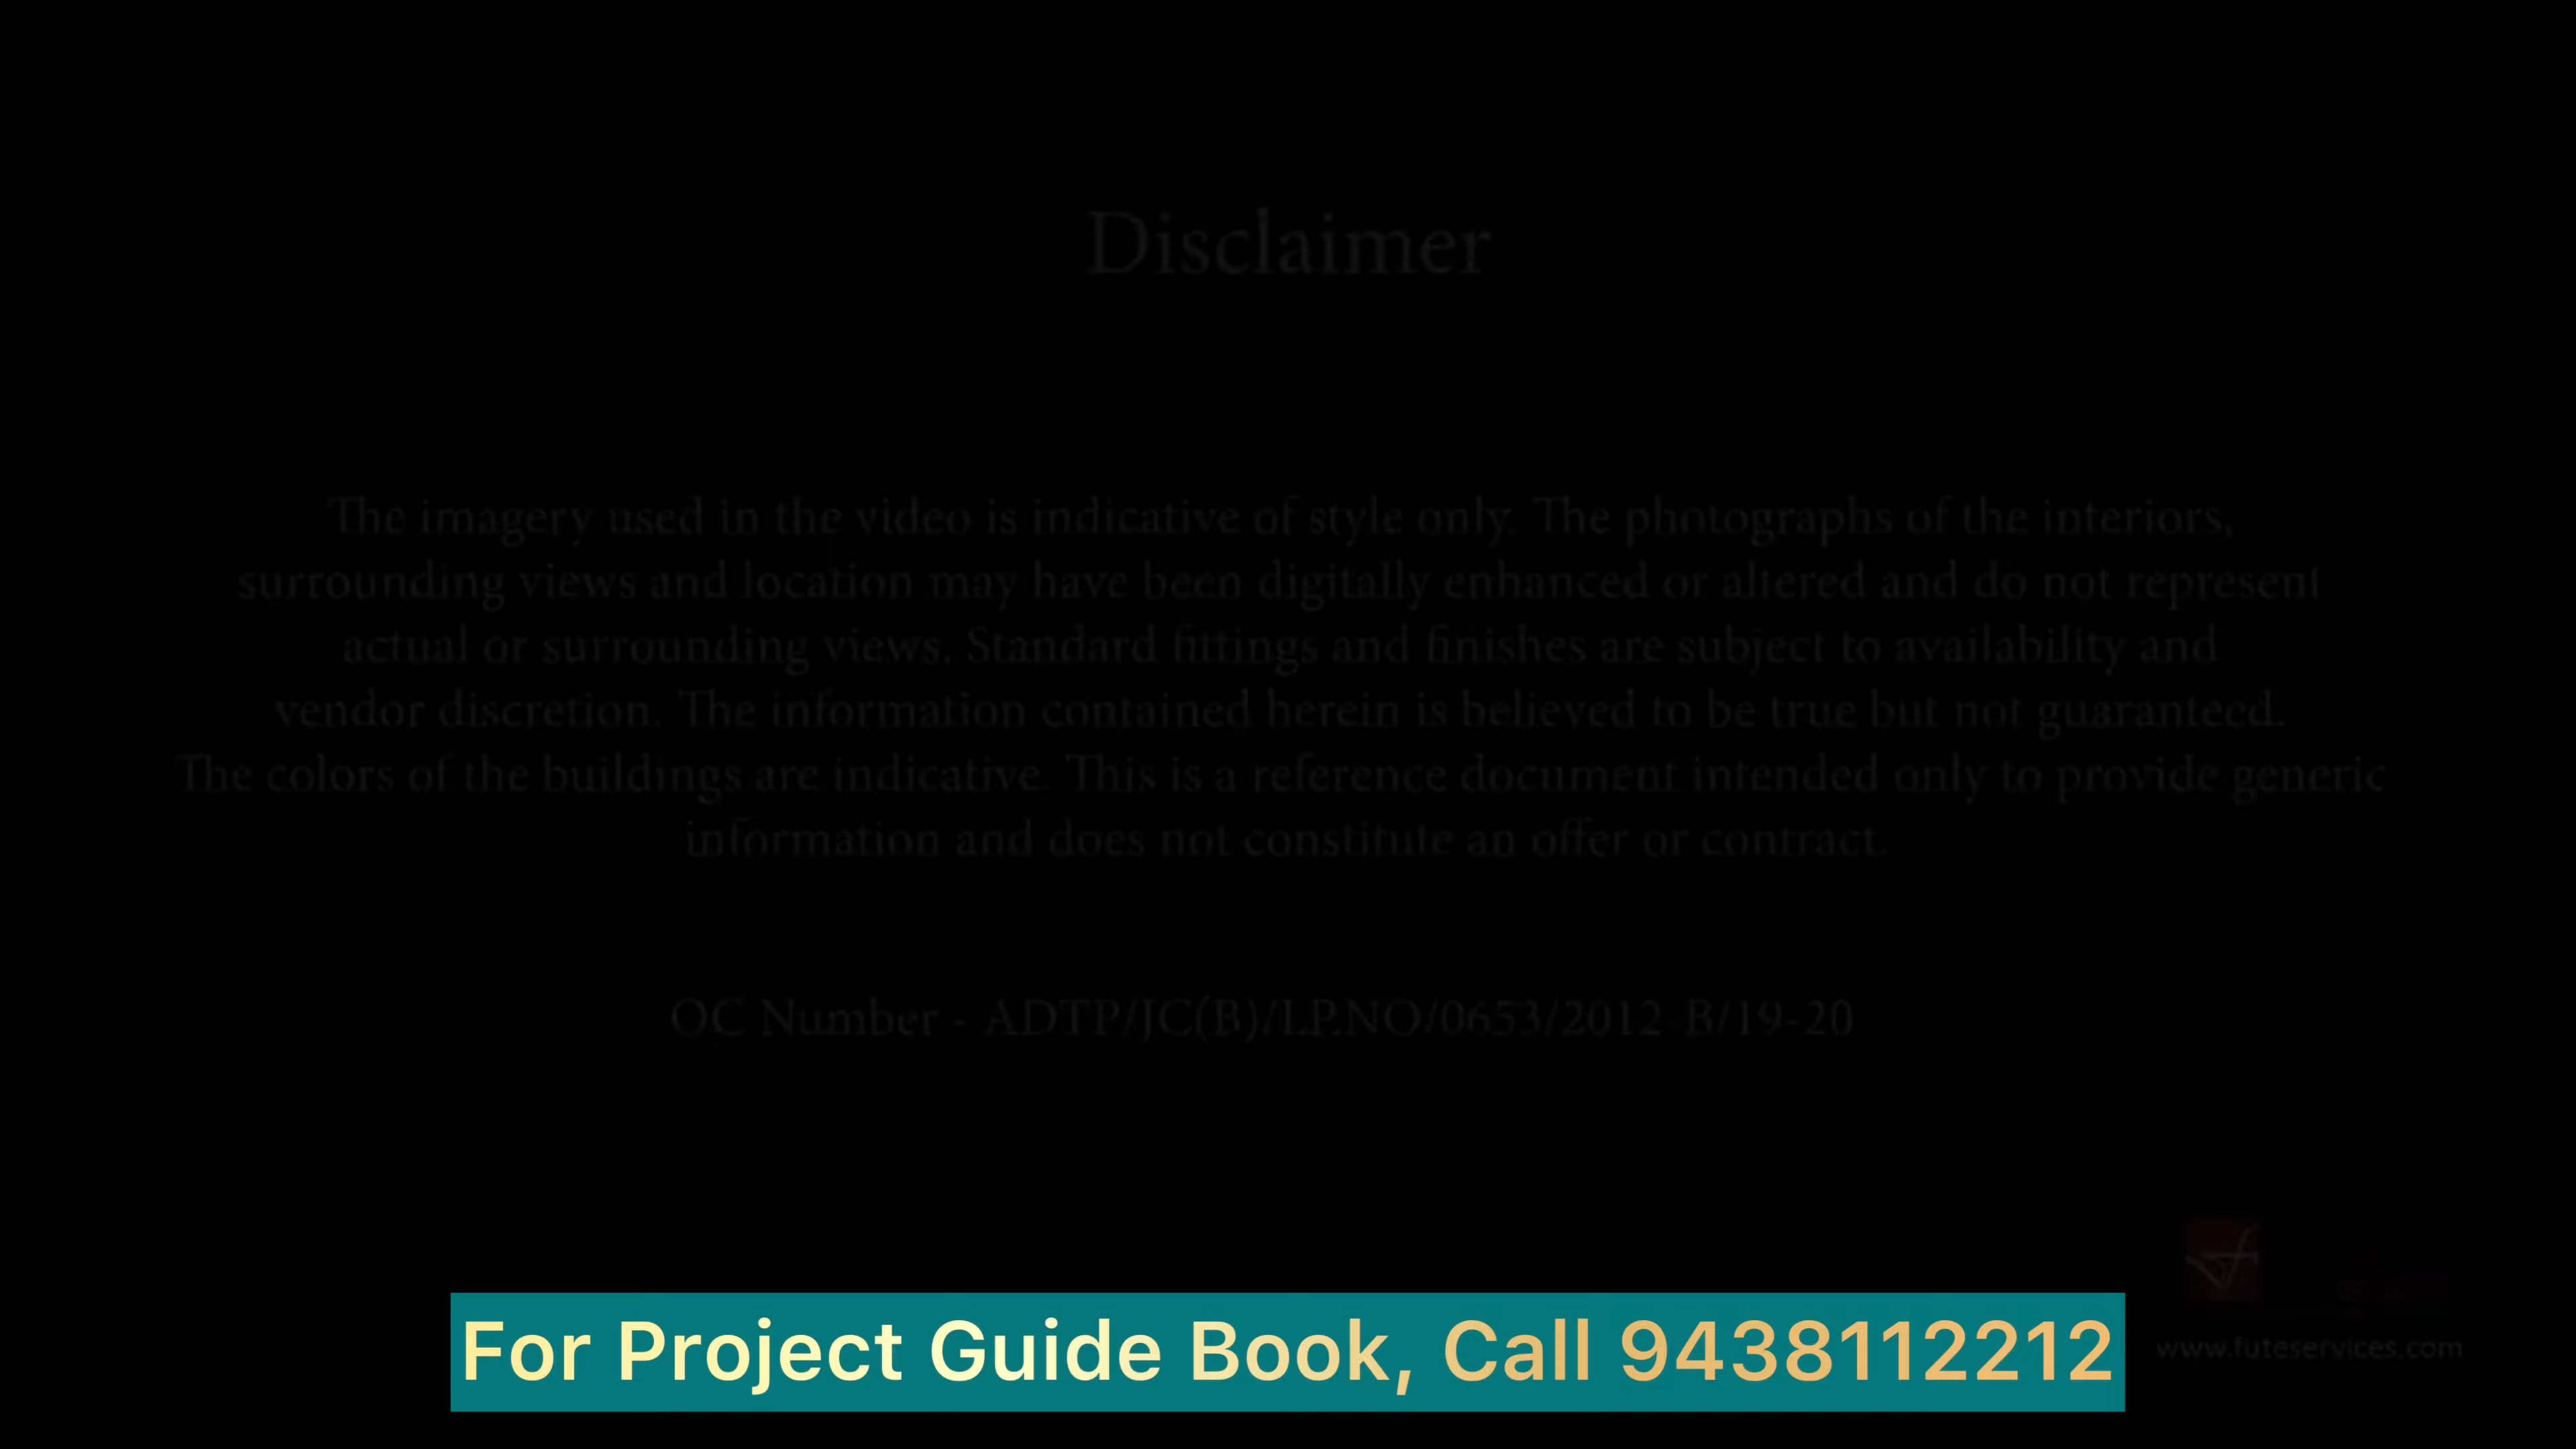 Disclaimer
The imagery used in the video is indicative of style only. The photographs of the interiors,
surrounding views and location may have been digitally enhanced or altered and do not represent
actual or surrounding views. Standard fittings and finishes are subject to availability and
vendor discretion. The information contained herein is believed to be true but not guaranteed.
The colors of the buildings are indicative. This is a reference document intended only to provide generic
information and does not constitute an offer or contract.
OC Number - ADTP/JC(B)/LP.NO/0653/2012-B/19-20
For Project Guide Book, Call 9438112212
www.futeservices.com